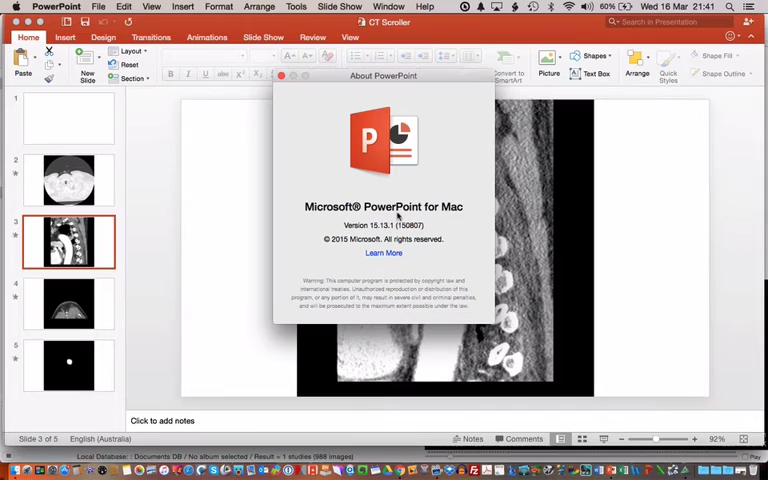 PowerPoint File Edit View Insert Format Arrange Tools Slide Show Window Help 60% Wed 16 Mar 21:41
CT Scroller
Search in Presentation
Home Insert Design Transitions Animations Slide Show Review View
Paste
New
Slide
Layout
Reset
Section
B I U
Convert to
SmartArt
Picture
Shapes
Text Box
Arrange
Quick
Styles
Shape Fill
Shape Outline
About PowerPoint
P
Microsoft® PowerPoint for Mac
Version 15.13.1 (150807)
© 2015 Microsoft. All rights reserved.
Learn More
Warning: This computer program is protected by copyright law and
international treaties. Unauthorized reproduction or distribution of this
program, or any portion of it, may result in severe civil and criminal penalties,
and will be prosecuted to the maximum extent possible under the law.
1
2
3
4
5
Click to add notes
Slide 3 of 5 English (Australia)
Notes Comments 92%
Local Database: : Documents DB / No album selected / Result = 1 studies (988 images)
Play